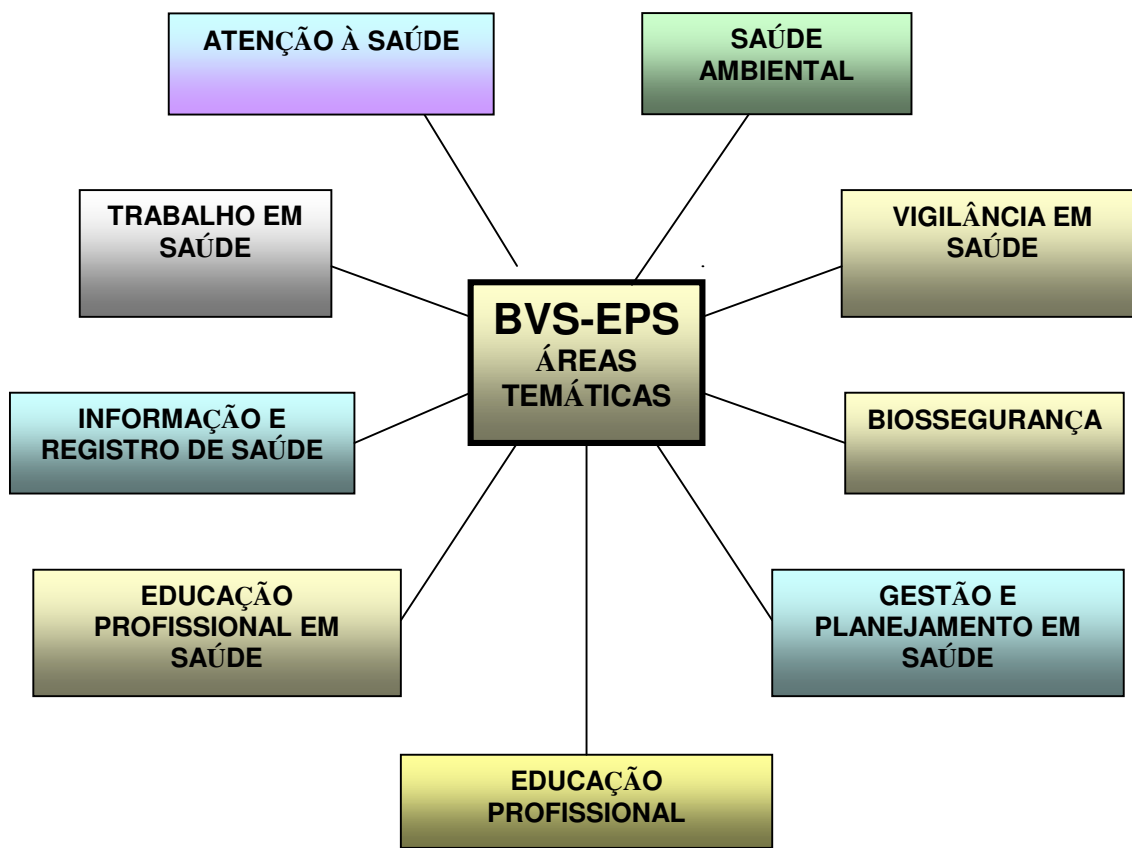 ATENÇÃO À SAÚDE
SAÚDE
AMBIENTAL
TRABALHO EM
SAÚDE
VIGILÂNCIA EM
SAÚDE
BVS-EPS
ÁREAS
TEMÁTICAS
INFORMAÇÃO E
REGISTRO DE SAÚDE
BIOSSEGURANÇA
EDUCAÇÃO
PROFISSIONAL EM
SAÚDE
GESTÃO E
PLANEJAMENTO EM
SAÚDE
EDUCAÇÃO
PROFISSIONAL